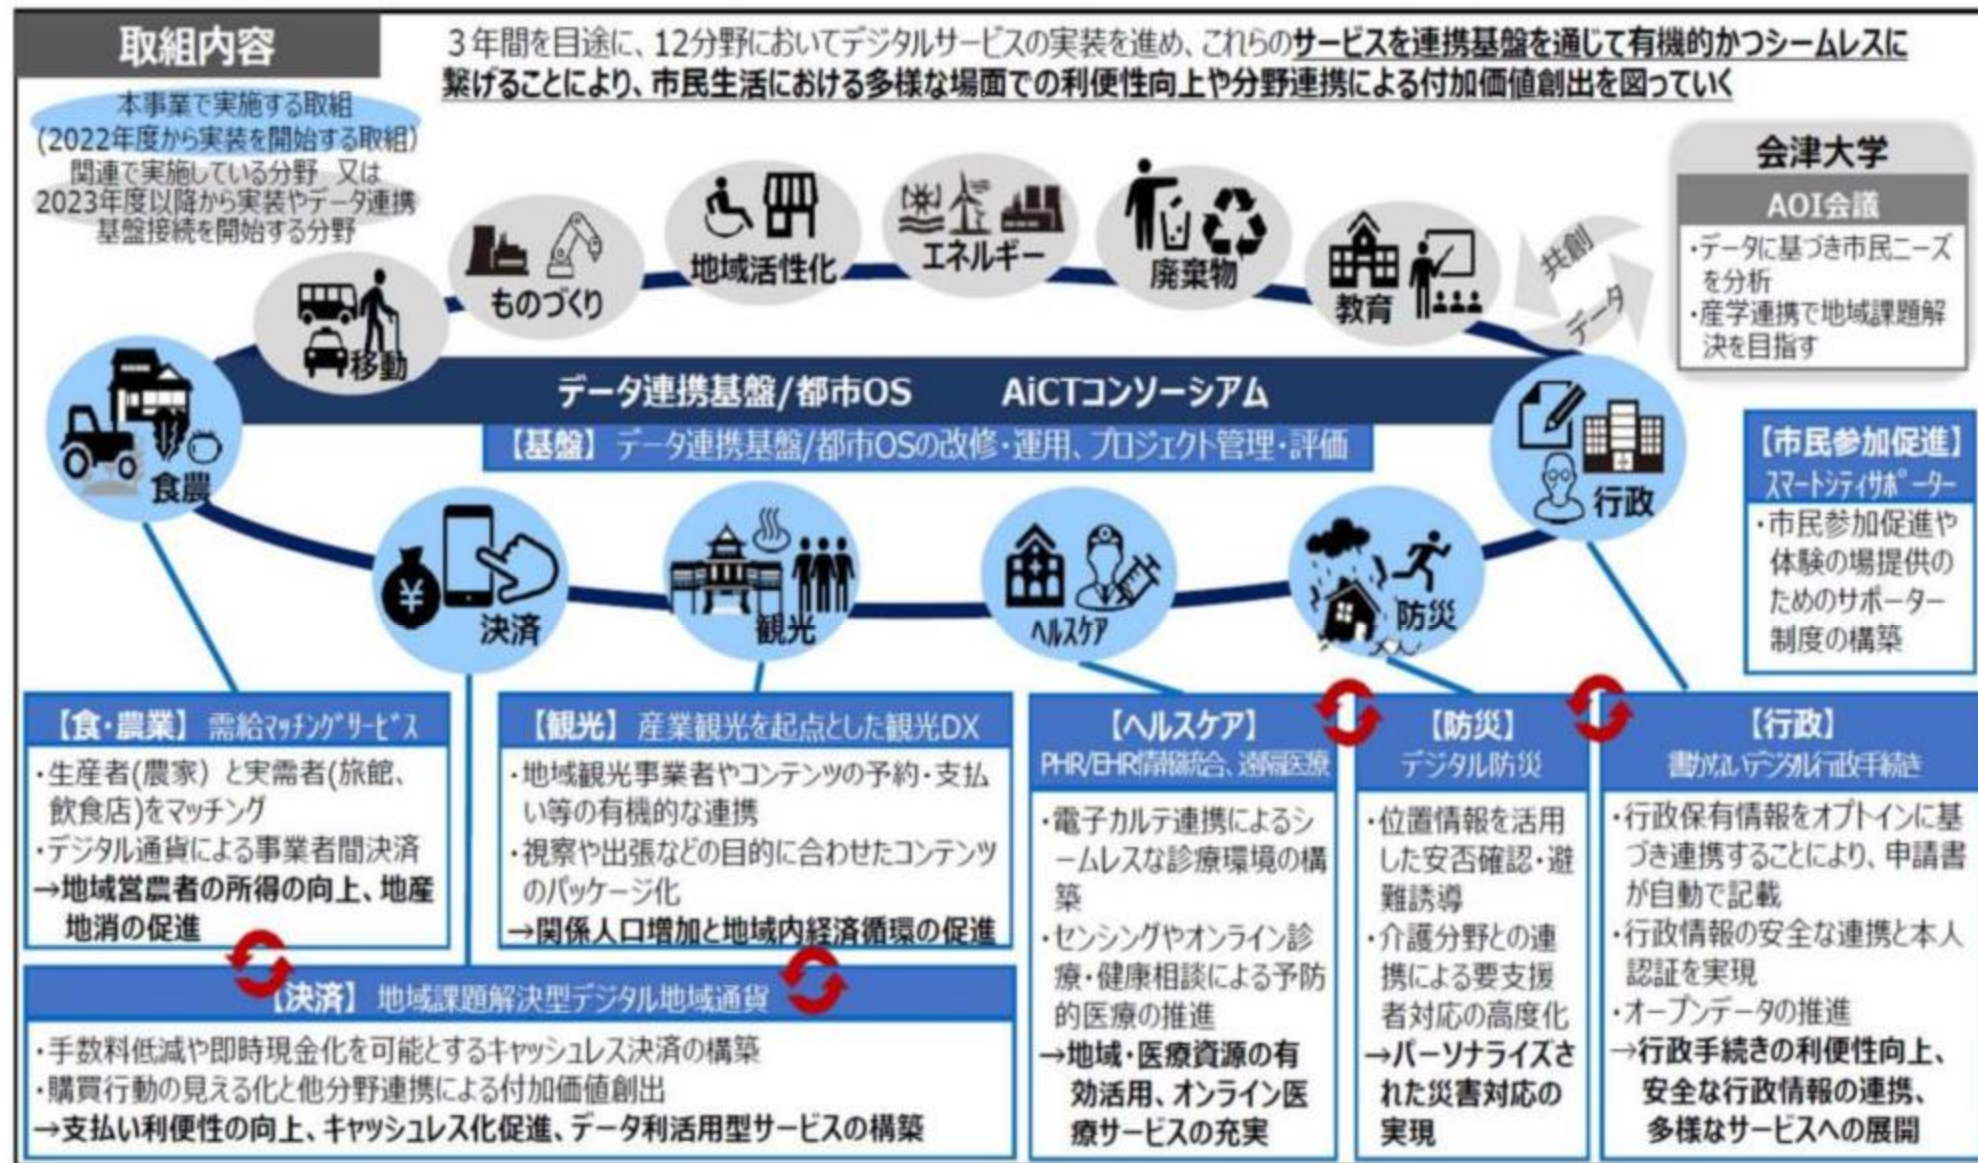 取組内容
3年間を目途に、12分野においてデジタルサービスの実装を進め、これらのサービスを連携基盤を通じて有機的かつシームレスに
繋げることにより、市民生活における多様な場面での利便性向上や分野連携による付加価値創出を図っていく
本事業で実施する取組
(2022年度から実装を開始する取組)
関連で実施している分野 又は
2023年度以降から実装やデータ連携
基盤接続を開始する分野
移動
ものづくり
地域活性化
エネルギー
廃棄物
教育
共創
データ
会津大学
AOI会議
・データに基づき市民ニーズ
を分析
・産学連携で地域課題解
決を目指す
データ連携基盤/都市OS AiCTコンソーシアム
【基盤】データ連携基盤/都市OSの改修・運用、プロジェクト管理・評価
食農
決済
観光
ヘルスケア
防災
行政
¥
【市民参加促進】
スマートシティサポーター
・市民参加促進や
体験の場提供の
ためのサポーター
制度の構築
【食・農業】需給マッチングサービス
・生産者(農家）と実需者(旅館、
飲食店)をマッチング
・デジタル通貨による事業者間決済
→地域営農者の所得の向上、地産
地消の促進
【観光】産業観光を起点とした観光DX
・地域観光事業者やコンテンツの予約・支払
い等の有機的な連携
・視察や出張などの目的に合わせたコンテンツ
のパッケージ化
→関係人口増加と地域内経済循環の促進
【決済】地域課題解決型デジタル地域通貨
・手数料低減や即時現金化を可能とするキャッシュレス決済の構築
・購買行動の見える化と他分野連携による付加価値創出
→支払い利便性の向上、キャッシュレス化促進、データ利活用型サービスの構築
【ヘルスケア】
PHR/EHR情報統合、遠隔医療
・電子カルテ連携によるシ
ームレスな診療環境の構
築
・センシングやオンライン診
療・健康相談による予防
的医療の推進
→地域・医療資源の有
効活用、オンライン医
療サービスの充実
【防災】
デジタル防災
・位置情報を活用
した安否確認・避
難誘導
・介護分野との連
携による要支援
者対応の高度化
→パーソナライズさ
れた災害対応の
実現
【行政】
書かないデジタル行政手続き
・行政保有情報をオプトインに基
づき連携することにより、申請書
が自動で記載
・行政情報の安全な連携と本人
認証を実現
・オープンデータの推進
→行政手続きの利便性向上、
安全な行政情報の連携、
多様なサービスへの展開